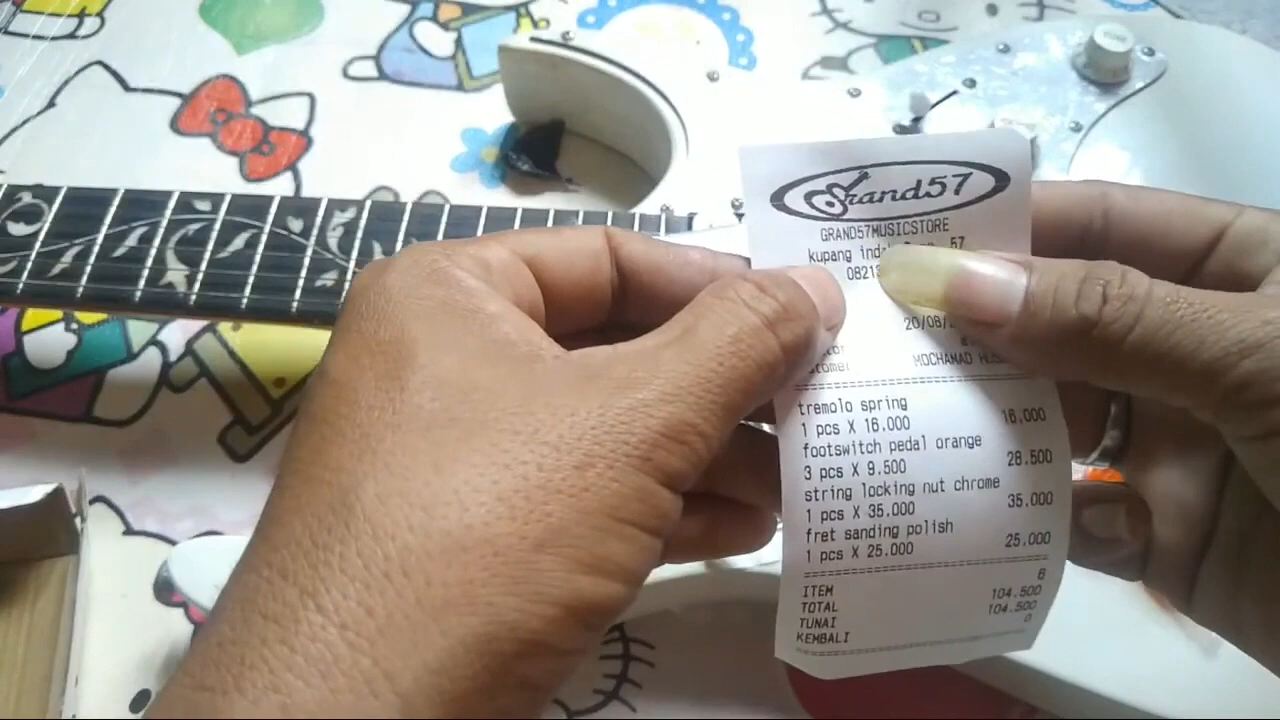 Grand57
GRAND57MUSICSTORE
kupang 57
0821
20/08/
MOCHAMAD
tremolo spring
1 pcs X 16.000 16.000
footswitch pedal orange
3 pcs X 9.500 28.500
string locking nut chrome
1 pcs X 35.000 35.000
fret sanding polish
1 pcs X 25.000 25.000
ITEM 6
TOTAL 104.500
TUNAI 104.500
KEMBALI 0